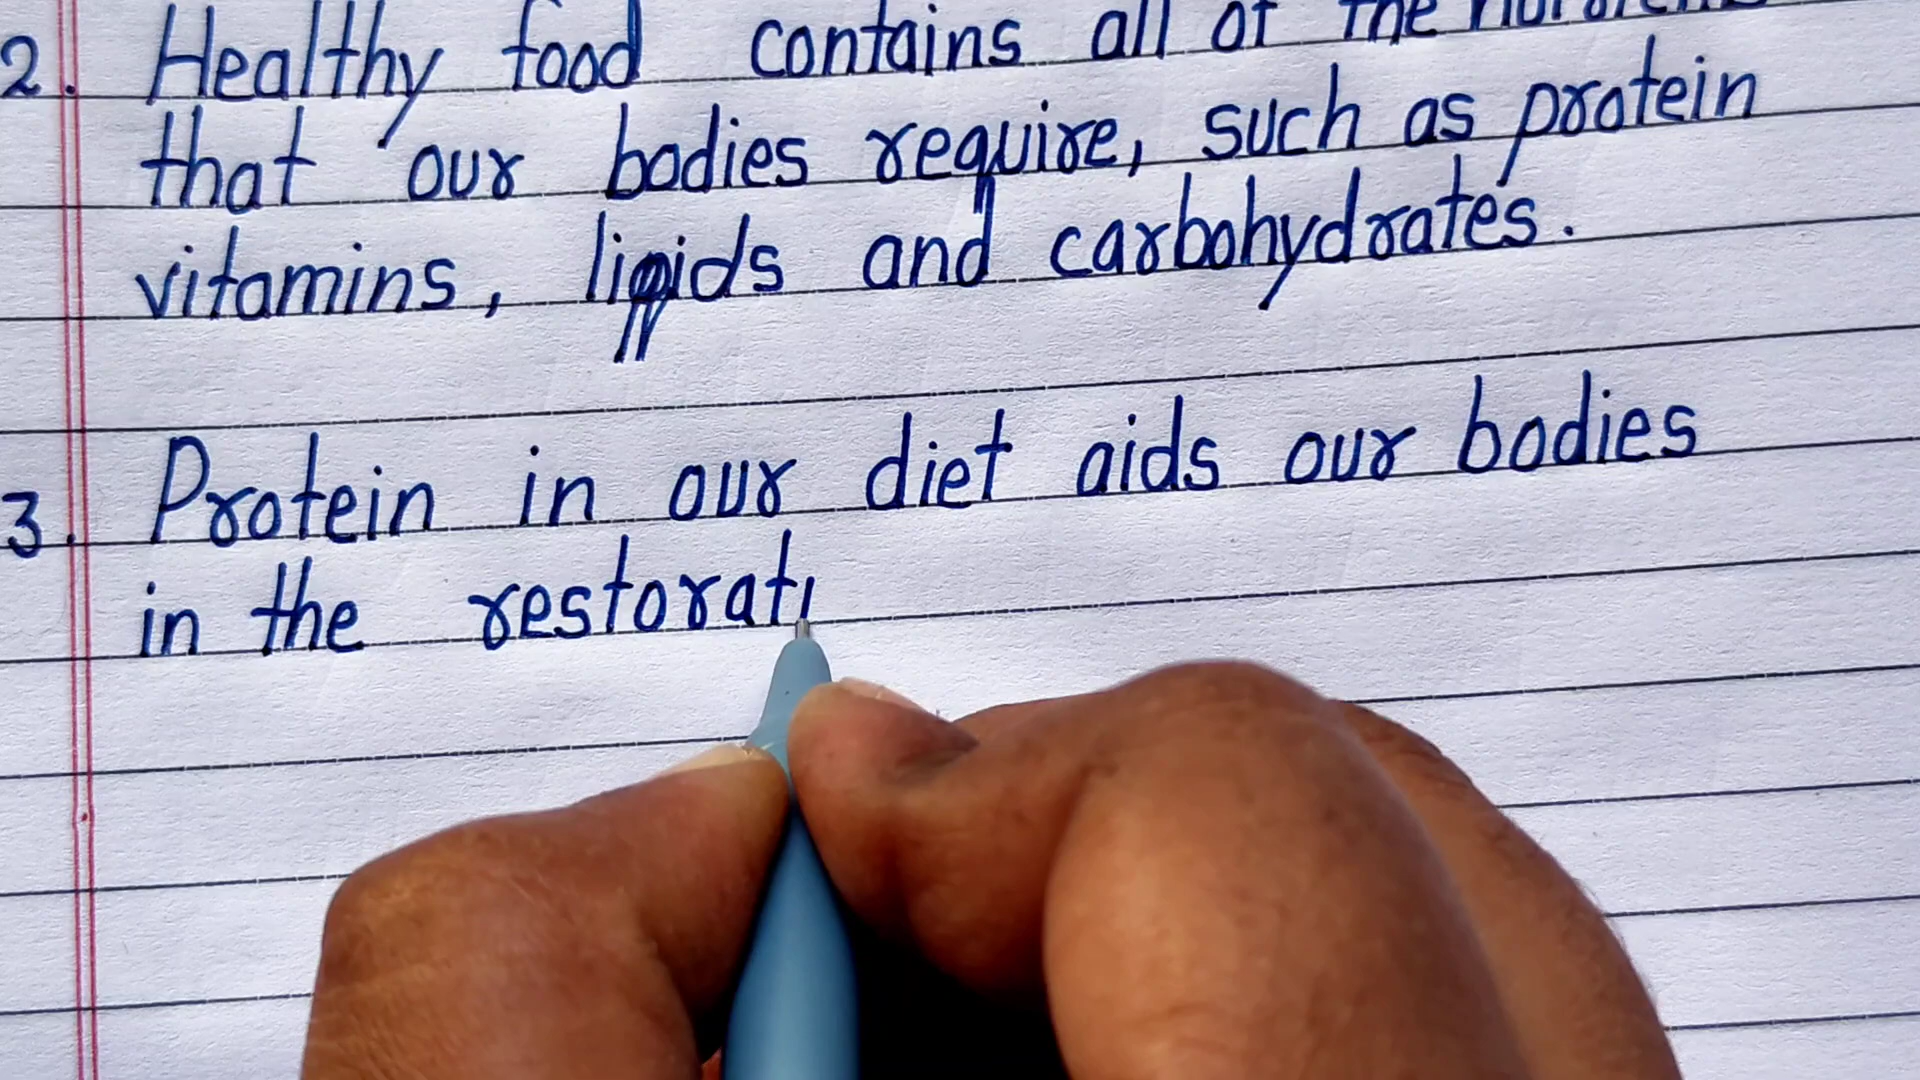 2. Healthy food contains all of the nutrients
that our bodies require, such as protein
vitamins, lipids and carbohydrates.
3. Protein in our diet aids our bodies
in the restorati